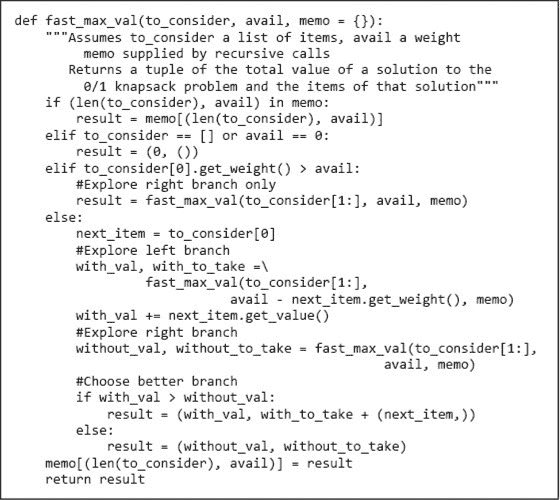 def fast_max_val(to_consider, avail, memo = {}):
    """Assumes to_consider a list of items, avail a weight
         memo supplied by recursive calls
       Returns a tuple of the total value of a solution to the
         0/1 knapsack problem and the items of that solution"""
    if (len(to_consider), avail) in memo:
        result = memo[(len(to_consider), avail)]
    elif to_consider == [] or avail == 0:
        result = (0, ())
    elif to_consider[0].get_weight() > avail:
        #Explore right branch only
        result = fast_max_val(to_consider[1:], avail, memo)
    else:
        next_item = to_consider[0]
        #Explore left branch
        with_val, with_to_take =\
                 fast_max_val(to_consider[1:],
                            avail - next_item.get_weight(), memo)
        with_val += next_item.get_value()
        #Explore right branch
        without_val, without_to_take = fast_max_val(to_consider[1:],
                                                avail, memo)
        #Choose better branch
        if with_val > without_val:
            result = (with_val, with_to_take + (next_item,))
        else:
            result = (without_val, without_to_take)
    memo[(len(to_consider), avail)] = result
    return result